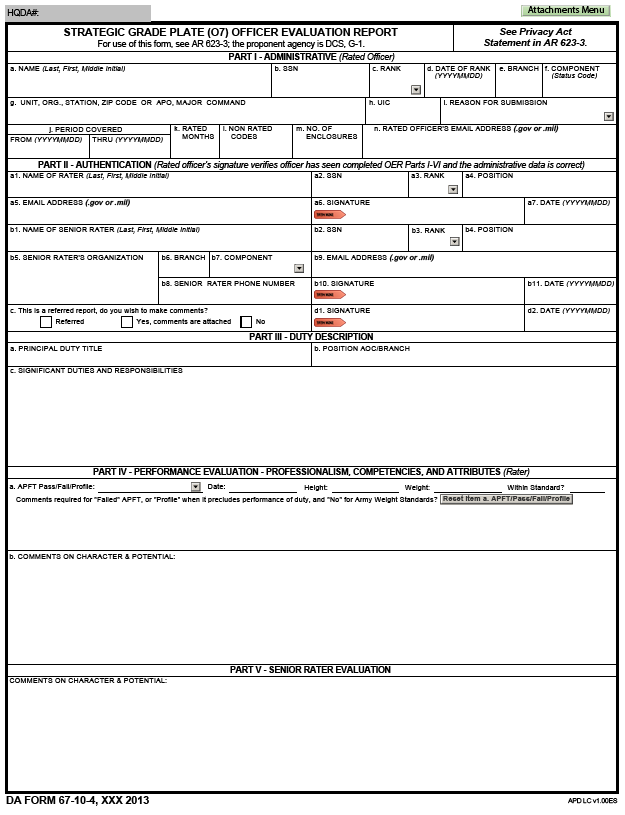 HQDA#:
Attachments Menu
STRATEGIC GRADE PLATE (O7) OFFICER EVALUATION REPORT
For use of this form, see AR 623-3; the proponent agency is DCS, G-1.
See Privacy Act
Statement in AR 623-3.
PART I - ADMINISTRATIVE (Rated Officer)
a. NAME (Last, First, Middle Initial)
b. SSN
c. RANK
d. DATE OF RANK
(YYYYMMDD)
e. BRANCH
f. COMPONENT
(Status Code)
g. UNIT, ORG., STATION, ZIP CODE OR APO, MAJOR COMMAND
h. UIC
i. REASON FOR SUBMISSION
j. PERIOD COVERED
FROM (YYYYMMDD)
THRU (YYYYMMDD)
k. RATED
MONTHS
l. NON RATED
CODES
m. NO. OF
ENCLOSURES
n. RATED OFFICER'S EMAIL ADDRESS (.gov or .mil)
PART II - AUTHENTICATION (Rated officer's signature verifies officer has seen completed OER Parts I-VI and the administrative data is correct)
a1. NAME OF RATER (Last, First, Middle Initial)
a2. SSN
a3. RANK
a4. POSITION
a5. EMAIL ADDRESS (.gov or .mil)
a6. SIGNATURE
a7. DATE (YYYYMMDD)
b1. NAME OF SENIOR RATER (Last, First, Middle Initial)
b2. SSN
b3. RANK
b4. POSITION
b5. SENIOR RATER'S ORGANIZATION
b6. BRANCH
b7. COMPONENT
b9. EMAIL ADDRESS (.gov or .mil)
b8. SENIOR RATER PHONE NUMBER
b10. SIGNATURE
b11. DATE (YYYYMMDD)
c. This is a referred report, do you wish to make comments?
Referred
Yes, comments are attached
No
d1. SIGNATURE
d2. DATE (YYYYMMDD)
PART III - DUTY DESCRIPTION
a. PRINCIPAL DUTY TITLE
b. POSITION AOC/BRANCH
c. SIGNIFICANT DUTIES AND RESPONSIBILITIES
PART IV - PERFORMANCE EVALUATION - PROFESSIONALISM, COMPETENCIES, AND ATTRIBUTES (Rater)
a. APFT Pass/Fail/Profile:
Date:
Height:
Weight:
Within Standard?
Comments required for "Failed" APFT, or "Profile" when it precludes performance of duty, and "No" for Army Weight Standards?
Reset Item a. APFT/Pass/Fail/Profile
b. COMMENTS ON CHARACTER & POTENTIAL:
PART V - SENIOR RATER EVALUATION
COMMENTS ON CHARACTER & POTENTIAL:
DA FORM 67-10-4, XXX 2013
APD LC v1.00ES